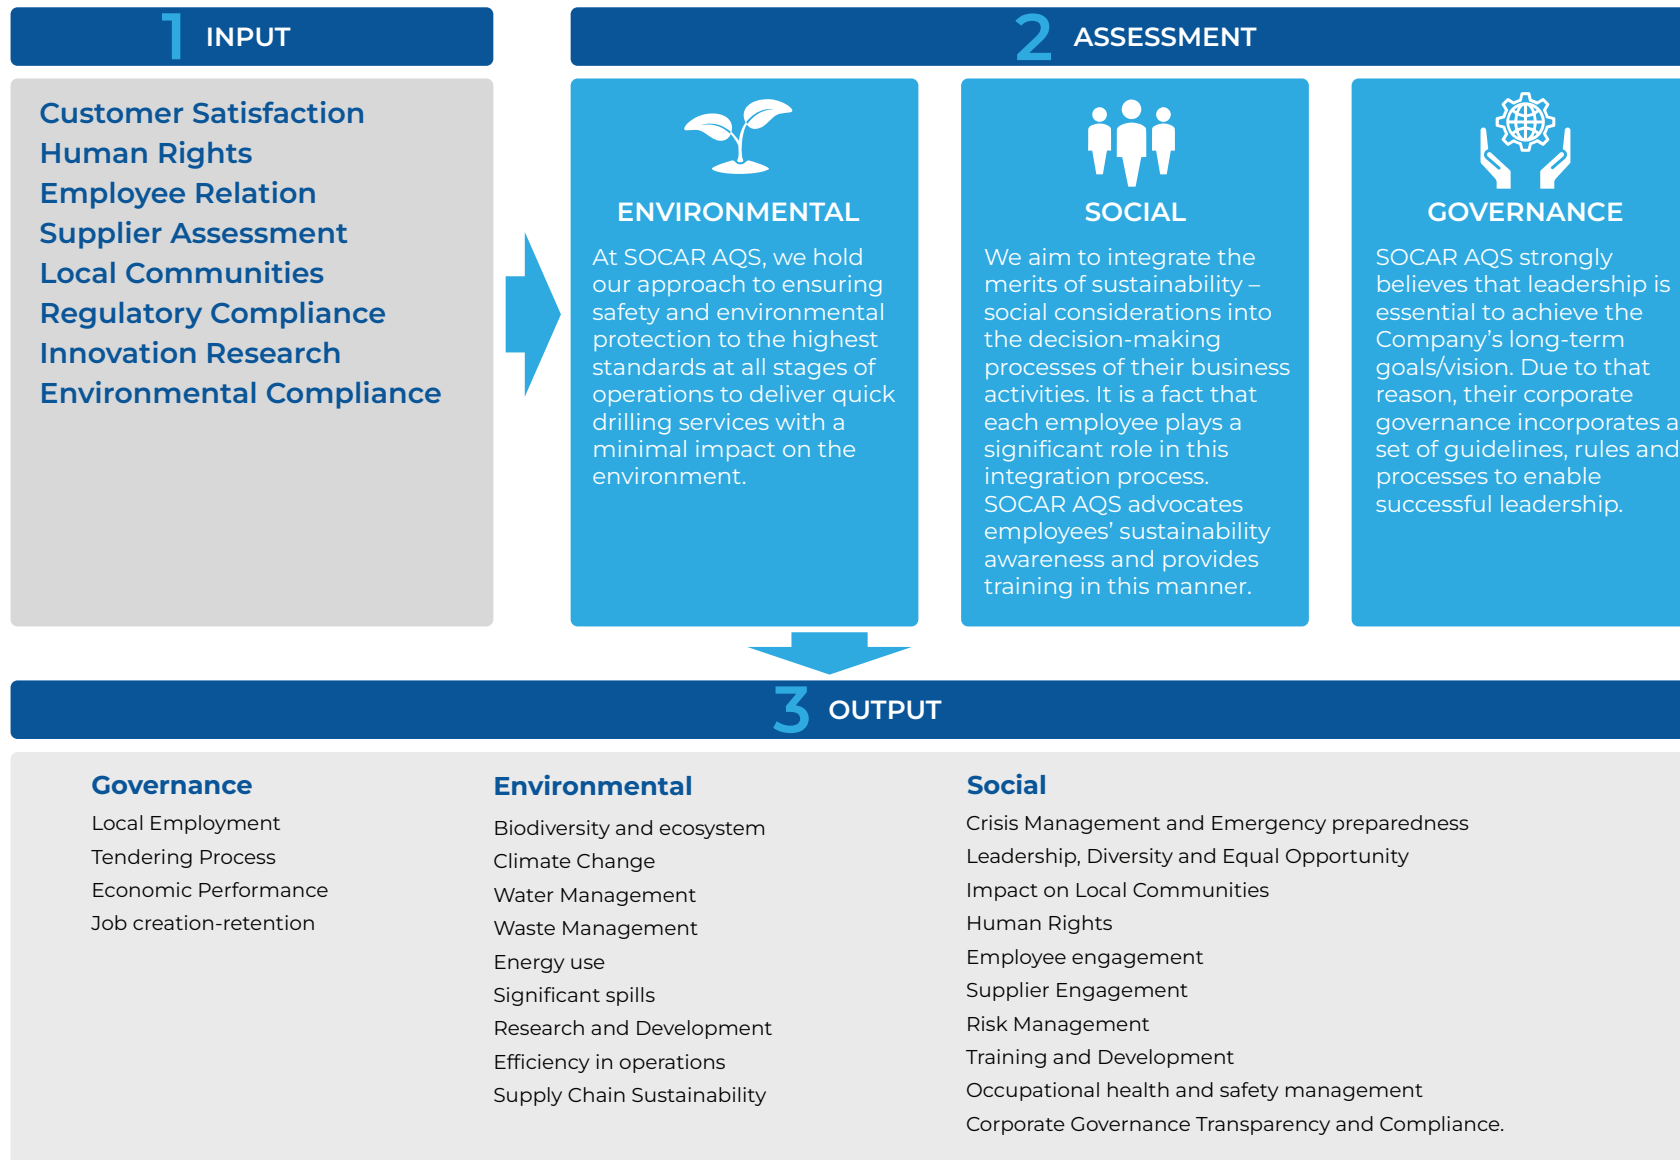 1 INPUT
Customer Satisfaction
Human Rights
Employee Relation
Supplier Assessment
Local Communities
Regulatory Compliance
Innovation Research
Environmental Compliance
2 ASSESSMENT
ENVIRONMENTAL
At SOCAR AQS, we hold
our approach to ensuring
safety and environmental
protection to the highest
standards at all stages of
operations to deliver quick
drilling services with a
minimal impact on the
environment.
SOCIAL
We aim to integrate the
merits of sustainability –
social considerations into
the decision-making
processes of their business
activities. It is a fact that
each employee plays a
significant role in this
integration process.
SOCAR AQS advocates
employees’ sustainability
awareness and provides
training in this manner.
GOVERNANCE
SOCAR AQS strongly
believes that leadership is
essential to achieve the
Company’s long-term
goals/vision. Due to that
reason, their corporate
governance incorporates a
set of guidelines, rules and
processes to enable
successful leadership.
3 OUTPUT
Governance
Local Employment
Tendering Process
Economic Performance
Job creation-retention
Environmental
Biodiversity and ecosystem
Climate Change
Water Management
Waste Management
Energy use
Significant spills
Research and Development
Efficiency in operations
Supply Chain Sustainability
Social
Crisis Management and Emergency preparedness
Leadership, Diversity and Equal Opportunity
Impact on Local Communities
Human Rights
Employee engagement
Supplier Engagement
Risk Management
Training and Development
Occupational health and safety management
Corporate Governance Transparency and Compliance.